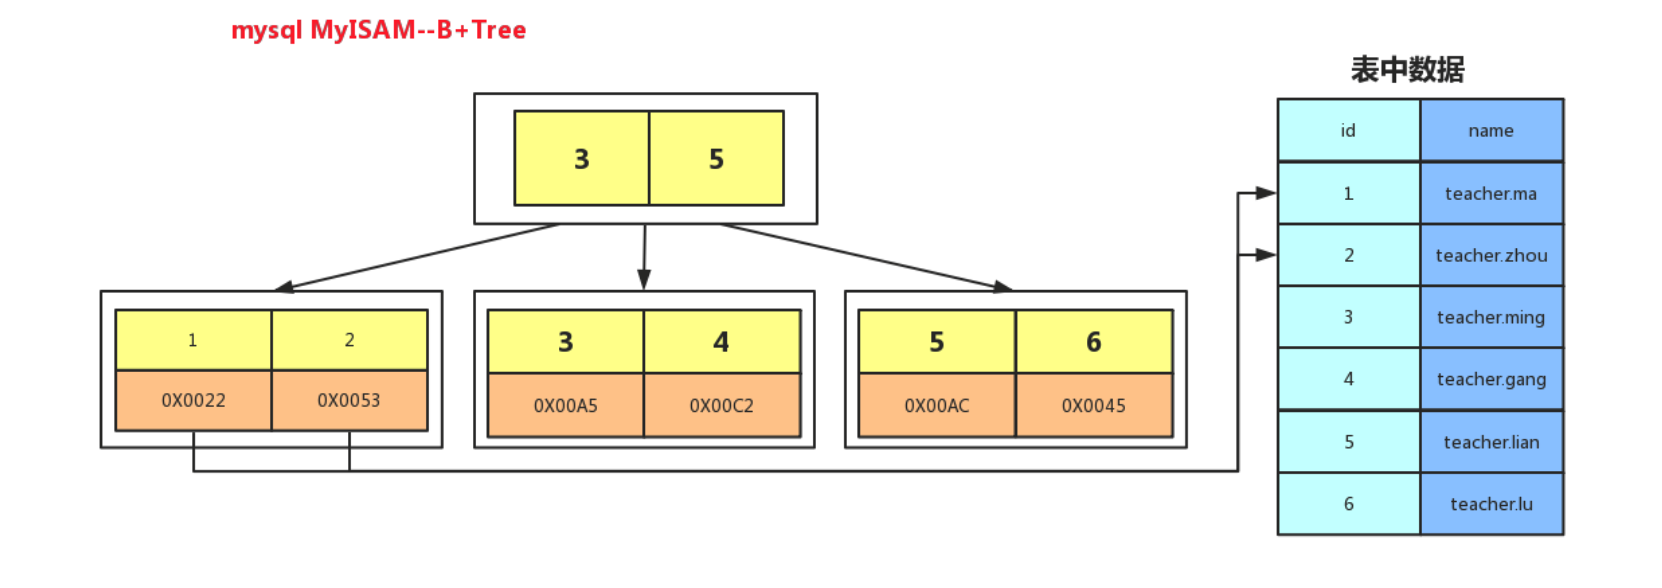 mysql MyISAM--B+Tree
表中数据
3 5
1 2
0X0022 0X0053
3 4
0X00A5 0X00C2
5 6
0X00AC 0X0045
id name
1 teacher.ma
2 teacher.zhou
3 teacher.ming
4 teacher.gang
5 teacher.lian
6 teacher.lu